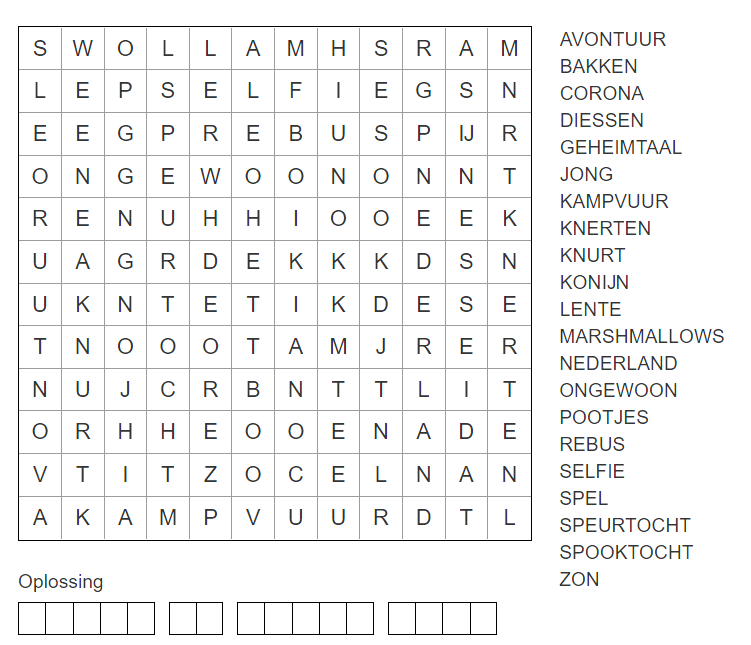 S W O L L A M H S R A M
L E P S E L F I E G S N
E E G P R E B U S P IJ R
O N G E W O O N O N N T
R E N U H H I O O E E K
U A G R D E K K K D S N
U K N T E T I K D E S E
T N O O O T A M J R E R
N U J C R B N T T L I T
O R H H E O O E N A D E
V T I T Z O C E L N A N
A K A M P V U U R D T L
AVONTUUR
BAKKEN
CORONA
DIESSEN
GEHEIMTAAL
JONG
KAMPVUUR
KNERTEN
KNURT
KONIJN
LENTE
MARSHMALLOWS
NEDERLAND
ONGEWOON
POOTJES
REBUS
SELFIE
SPEL
SPEURTOCHT
SPOOKTOCHT
ZON
Oplossing